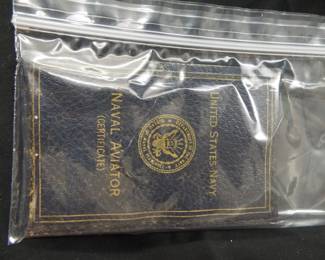 UNITED STATES NAVY
NAVAL AVIATOR
(CERTIFICATE)